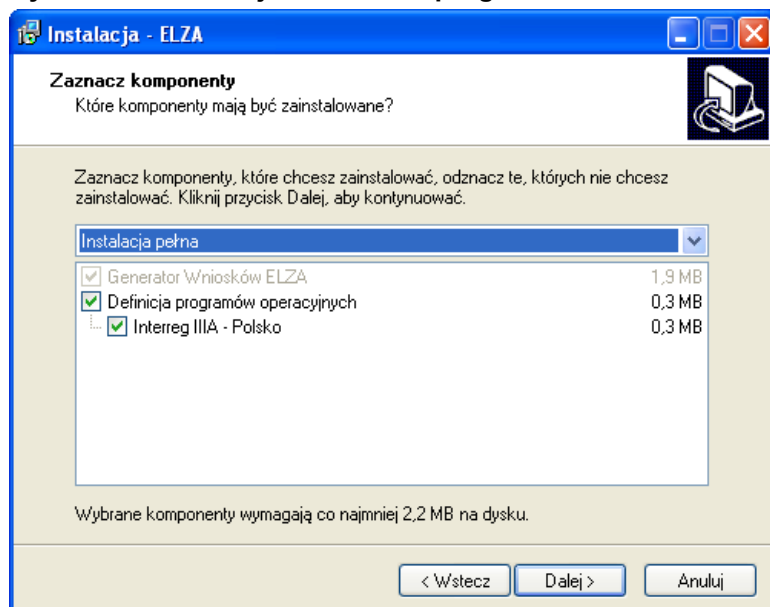 Instalacja - ELZA
Zaznacz komponenty
Które komponenty mają być zainstalowane?
Zaznacz komponenty, które chcesz zainstalować, odznacz te, których nie chcesz
zainstalować. Kliknij przycisk Dalej, aby kontynuować.
Instalacja pełna
Generator Wniosków ELZA 1,9 MB
Definicja programów operacyjnych 0,3 MB
Interreg IIIA - Polsko 0,3 MB
Wybrane komponenty wymagają co najmniej 2,2 MB na dysku.
< Wstecz Dalej > Anuluj